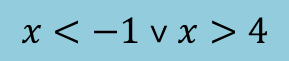 x < −1 ∨ x > 4